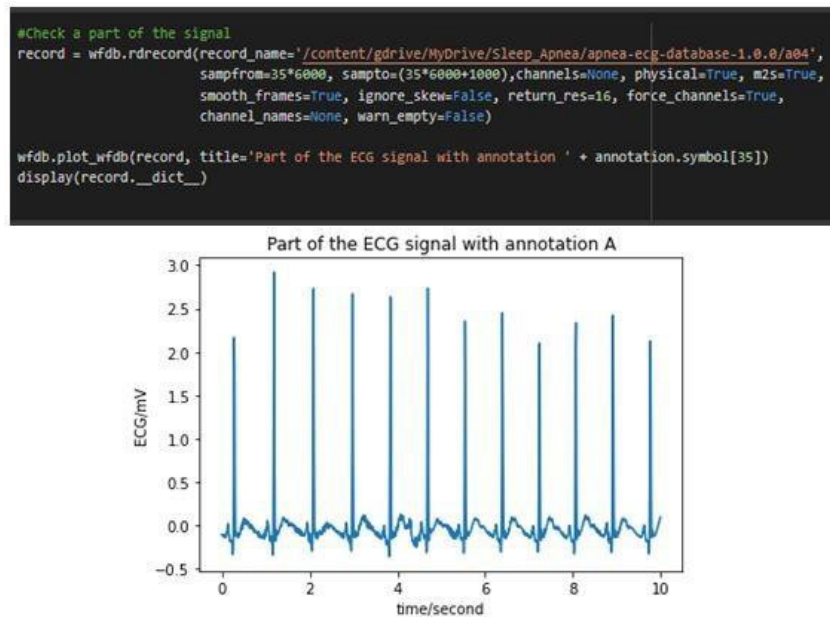 #Check a part of the signal
record = wfdb.rdrecord(record_name='/content/gdrive/MyDrive/Sleep_Apnea/apnea-ecg-database-1.0.0/a04',
sampfrom=35*6000, sampto=(35*6000+1000),channels=None, physical=True, m2s=True,
smooth_frames=True, ignore_skew=False, return_res=16, force_channels=True,
channel_names=None, warn_empty=False)
wfdb.plot_wfdb(record, title='Part of the ECG signal with annotation ' + annotation.symbol[35])
display(record.__dict__)
Part of the ECG signal with annotation A
3.0
2.5
2.0
1.5
1.0
0.5
0.0
−0.5
ECG/mV
0 2 4 6 8 10
time/second